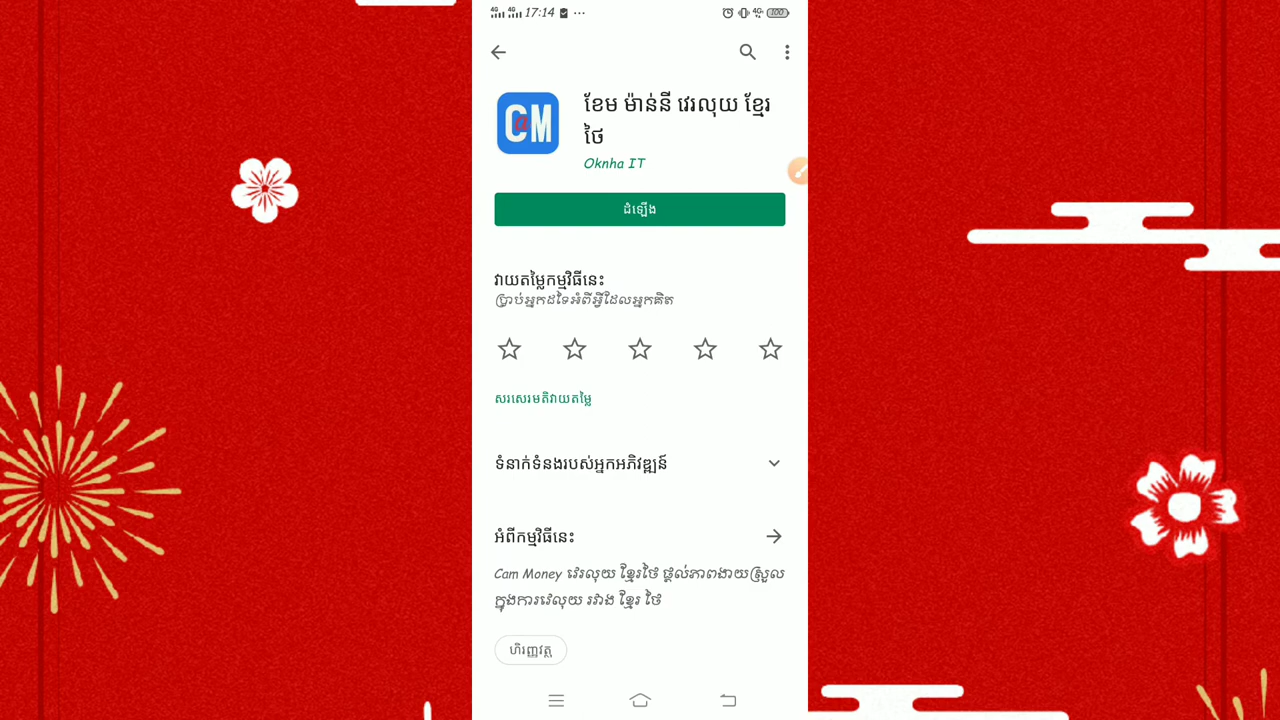 4G 4G 17:14 ... 4G 100
CaM
ខែម ម៉ាន់នី វេរលុយ ខ្មែរ
ថៃ
Oknha IT
ដំឡើង
វាយតម្លៃកម្មវិធីនេះ
ប្រាប់អ្នកដទៃអំពីអ្វីដែលអ្នកគិត
សរសេរមតិវាយតម្លៃ
ទំនាក់ទំនងរបស់អ្នកអភិវឌ្ឍន៍
អំពីកម្មវិធីនេះ
Cam Money វេរលុយ ខ្មែរថៃ ផ្តល់ភាពងាយស្រួល
ក្នុងការវេលុយ រវាង ខ្មែរ ថៃ
ហិរញ្ញវត្ថុ